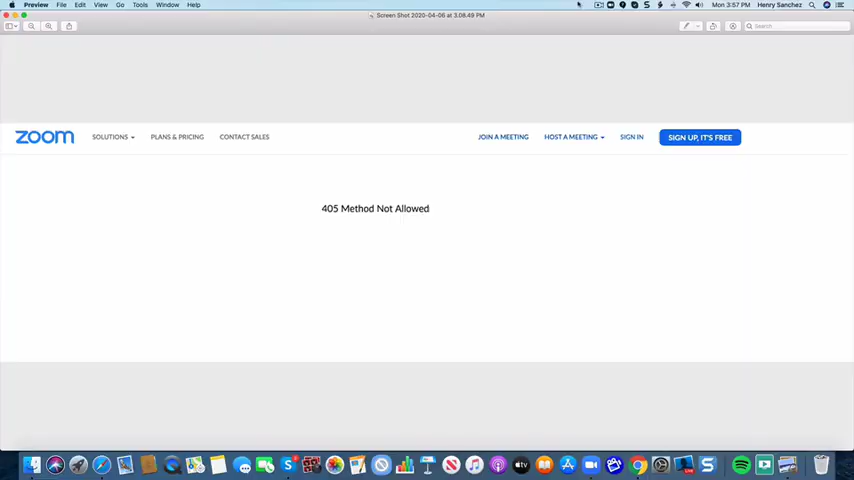 Preview File Edit View Go Tools Window Help Mon 3:57 PM Henry Sanchez
Screen Shot 2020-04-06 at 3.08.49 PM
Search
zoom SOLUTIONS PLANS & PRICING CONTACT SALES JOIN A MEETING HOST A MEETING SIGN IN SIGN UP, IT'S FREE
405 Method Not Allowed